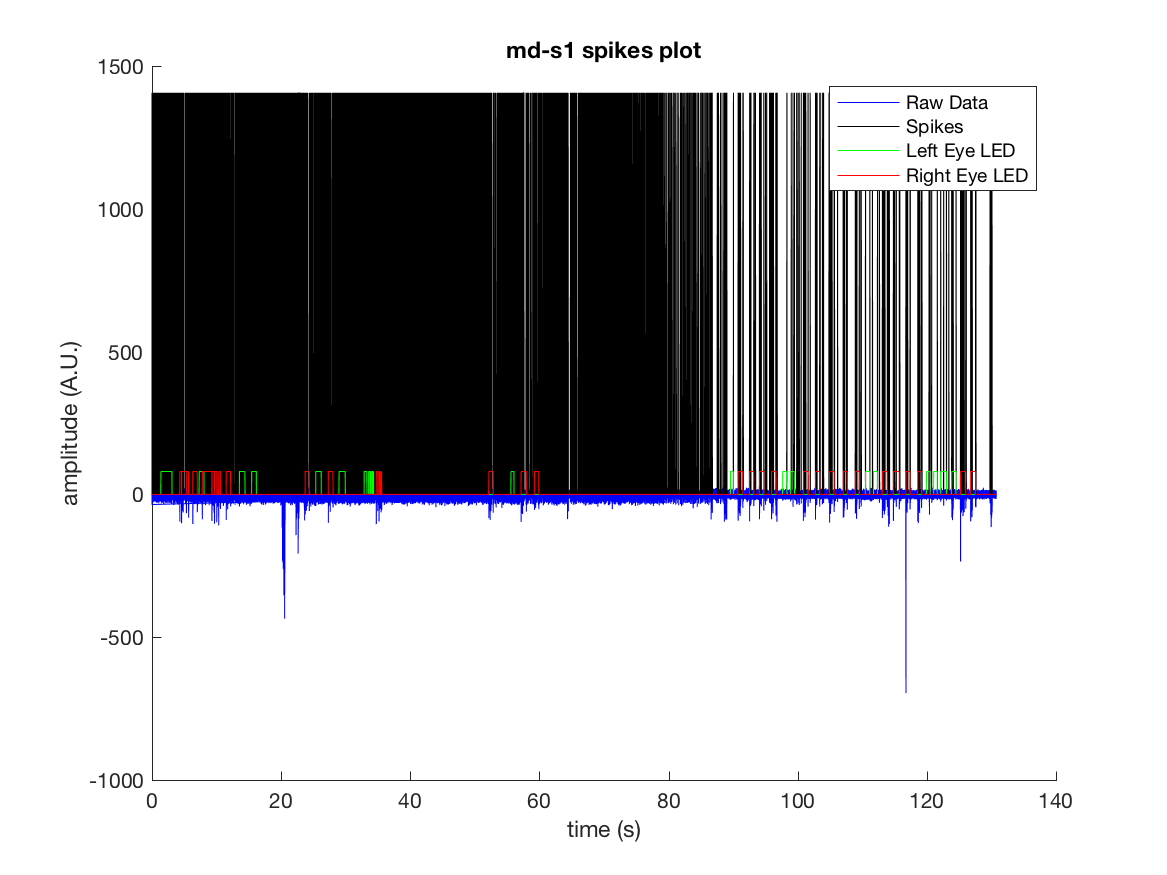 md-s1 spikes plot
1500
1000
500
0
-500
-1000
amplitude (A.U.)
Raw Data
Spikes
Left Eye LED
Right Eye LED
0 20 40 60 80 100 120 140
time (s)